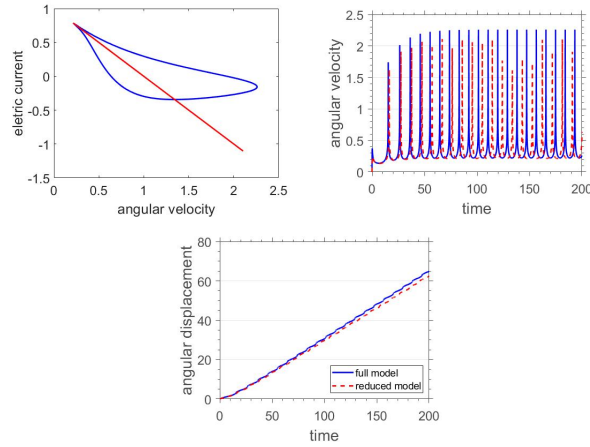 1
0.5
0
-0.5
-1
-1.5
0 0.5 1 1.5 2 2.5
eletric current
angular velocity
2.5
2
1.5
1
0.5
0
0 50 100 150 200
angular velocity
time
80
60
40
20
0
0 50 100 150 200
angular displacement
time
full model
reduced model